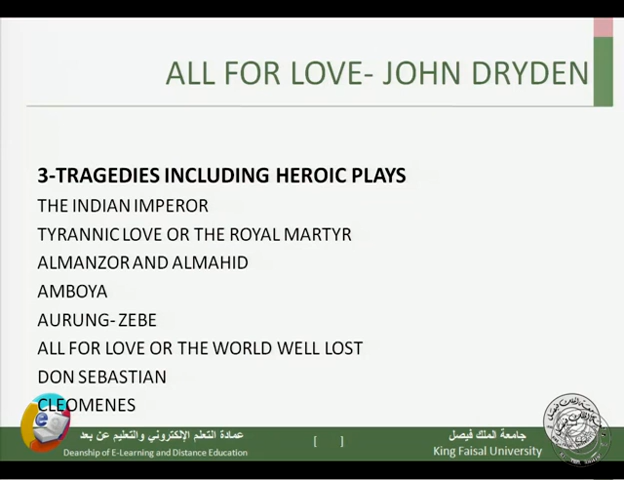 ALL FOR LOVE- JOHN DRYDEN
3-TRAGEDIES INCLUDING HEROIC PLAYS
THE INDIAN IMPEROR
TYRANNIC LOVE OR THE ROYAL MARTYR
ALMANZOR AND ALMAHID
AMBOYA
AURUNG- ZEBE
ALL FOR LOVE OR THE WORLD WELL LOST
DON SEBASTIAN
CLEOMENES
عمادة التعلم الإلكتروني والتعليم عن بعد
Deanship of E-Learning and Distance Education
[ ]
جامعة الملك فيصل
King Faisal University